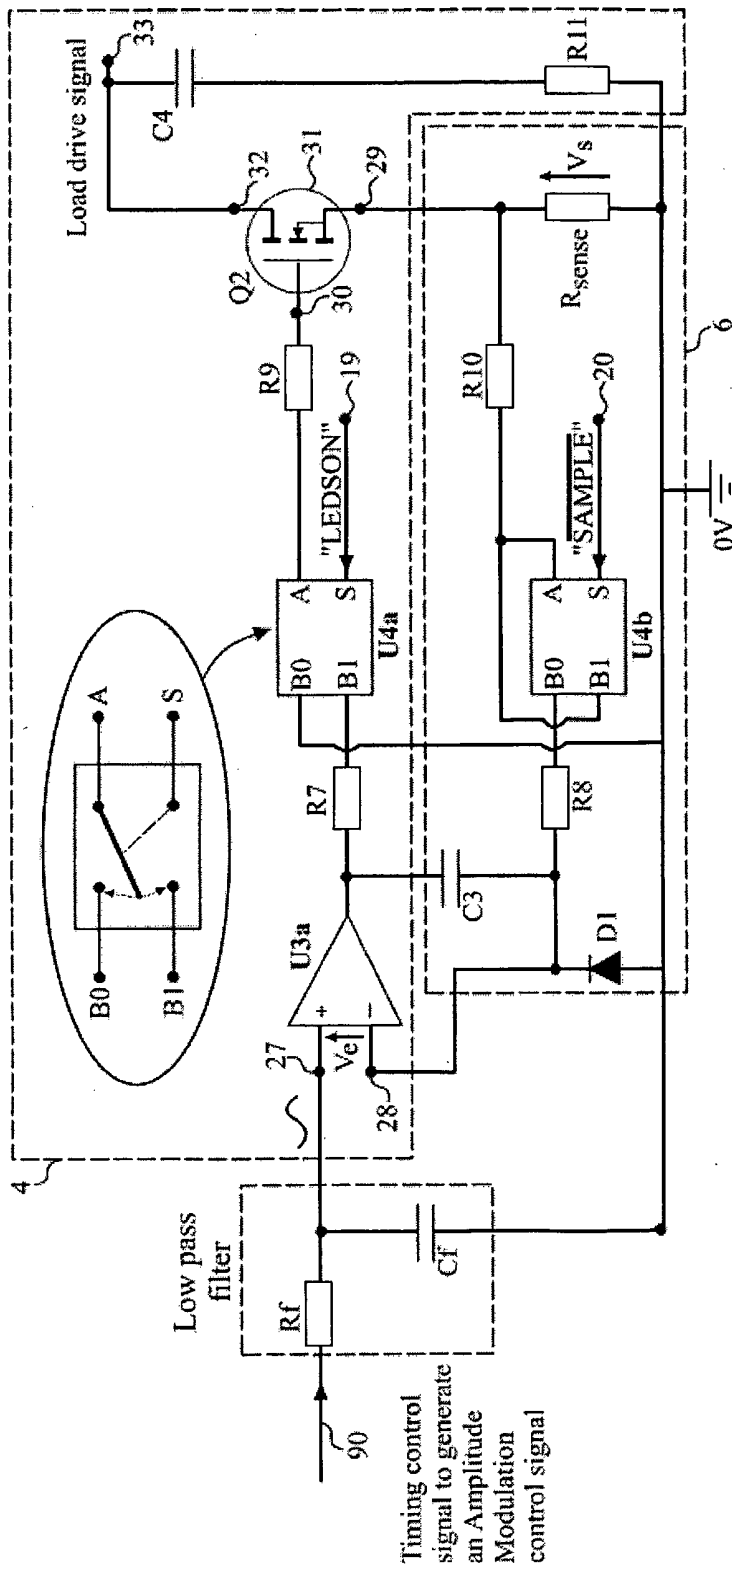 Timing control
signal to generate
an Amplitude
Modulation
control signal
90
Low pass
filter
Rf
Cf
4
27
28
Ve
+
−
U3a
B0
B1
A
S
R7
C3
R8
D1
B0
B1
A
S
U4a
B0
B1
A
S
U4b
"LEDSON"
19
"SAMPLE"
20
R9
R10
Q2
30
31
32
29
Load drive signal
33
C4
R11
Rsense
Vs
6
0V